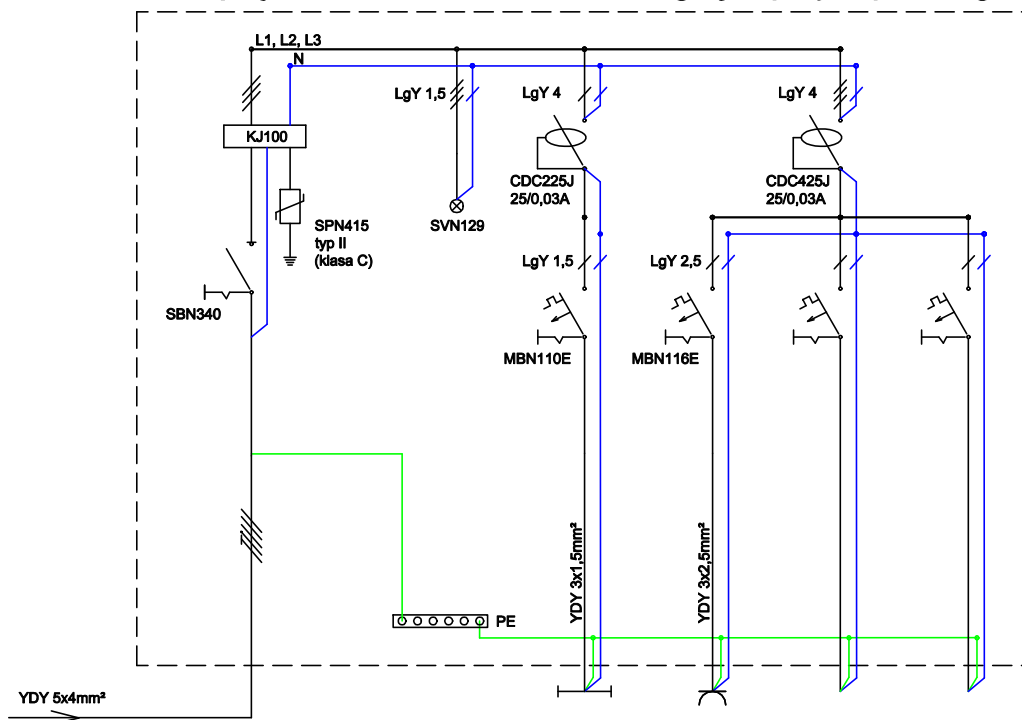 L1, L2, L3
N
LgY 1,5
LgY 4
LgY 4
KJ100
CDC225J
25/0,03A
CDC425J
25/0,03A
SPN415
typ II
(klasa C)
SVN129
LgY 1,5
LgY 2,5
SBN340
MBN110E
MBN116E
YDY 3x1,5mm²
YDY 3x2,5mm²
PE
YDY 5x4mm²